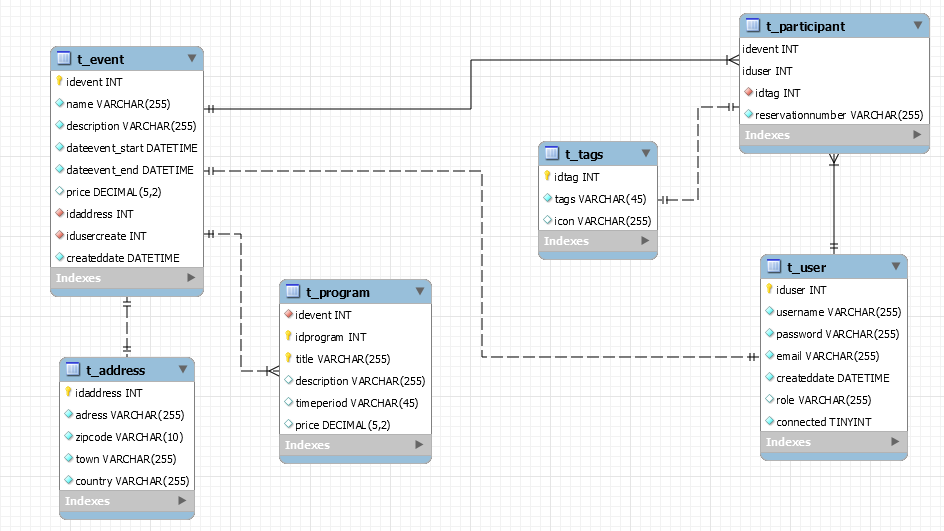 t_event
idevent INT
name VARCHAR(255)
description VARCHAR(255)
dateevent_start DATETIME
dateevent_end DATETIME
price DECIMAL(5,2)
idaddress INT
idusercreate INT
createddate DATETIME
Indexes
t_participant
idevent INT
iduser INT
idtag INT
reservationnumber VARCHAR(255)
Indexes
t_tags
idtag INT
tags VARCHAR(45)
icon VARCHAR(255)
Indexes
t_program
idevent INT
idprogram INT
title VARCHAR(255)
description VARCHAR(255)
timeperiod VARCHAR(45)
price DECIMAL(5,2)
Indexes
t_user
iduser INT
username VARCHAR(255)
password VARCHAR(255)
email VARCHAR(255)
createddate DATETIME
role VARCHAR(255)
connected TINYINT
Indexes
t_address
idaddress INT
adress VARCHAR(255)
zipcode VARCHAR(10)
town VARCHAR(255)
country VARCHAR(255)
Indexes